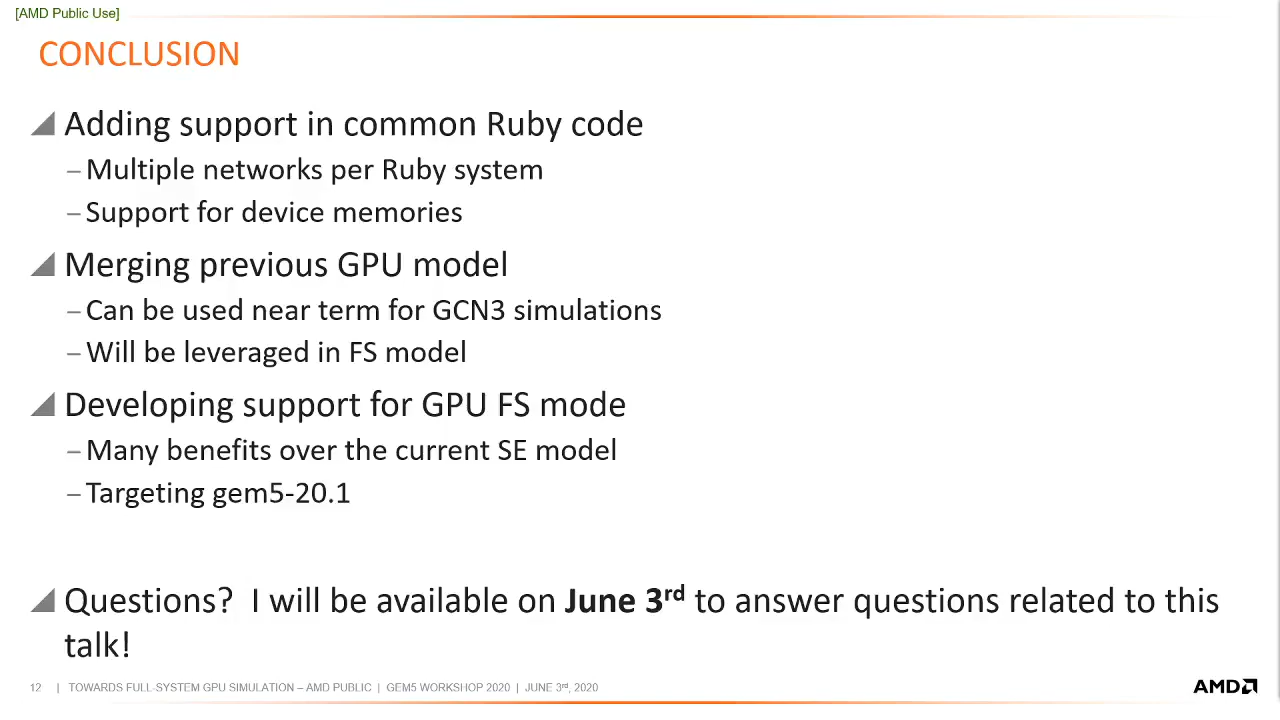 [AMD Public Use]
CONCLUSION
Adding support in common Ruby code
– Multiple networks per Ruby system
– Support for device memories
Merging previous GPU model
– Can be used near term for GCN3 simulations
– Will be leveraged in FS model
Developing support for GPU FS mode
– Many benefits over the current SE model
– Targeting gem5-20.1
Questions?  I will be available on June 3rd to answer questions related to this
talk!
12 | TOWARDS FULL-SYSTEM GPU SIMULATION – AMD PUBLIC | GEM5 WORKSHOP 2020 | JUNE 3rd, 2020
AMD